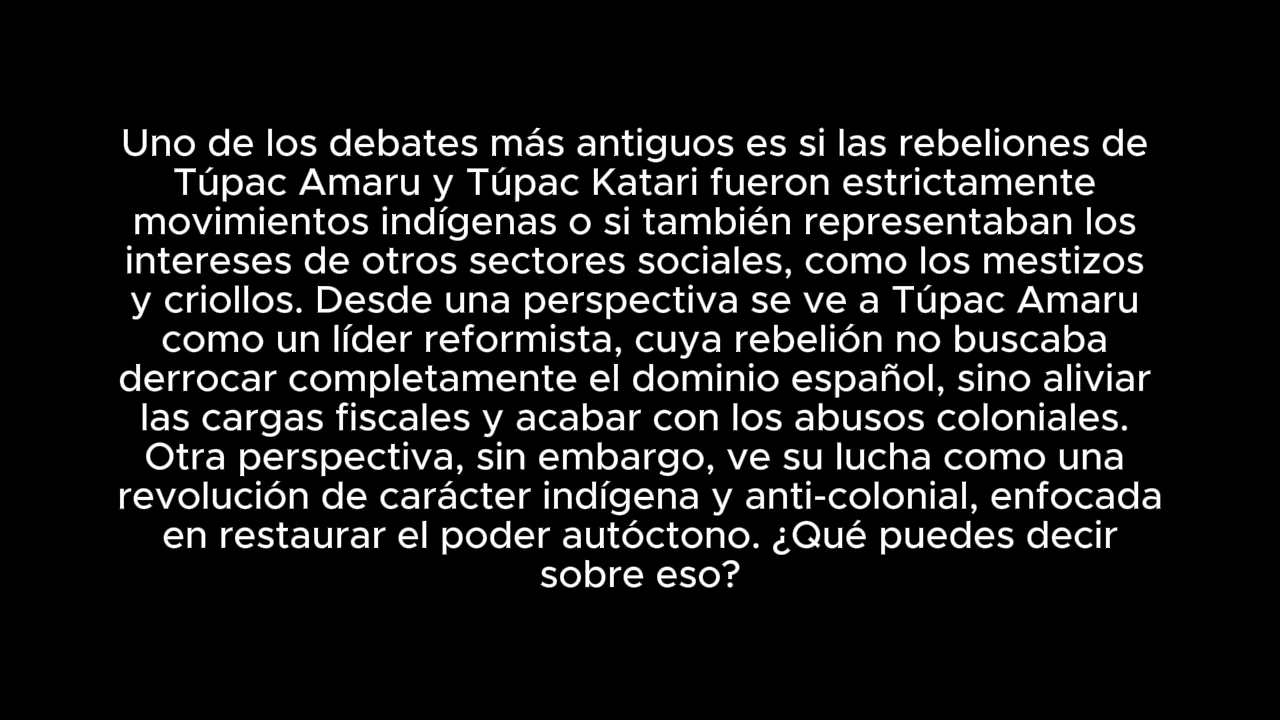 Uno de los debates más antiguos es si las rebeliones de
Túpac Amaru y Túpac Katari fueron estrictamente
movimientos indígenas o si también representaban los
intereses de otros sectores sociales, como los mestizos
y criollos. Desde una perspectiva se ve a Túpac Amaru
como un líder reformista, cuya rebelión no buscaba
derrocar completamente el dominio español, sino aliviar
las cargas fiscales y acabar con los abusos coloniales.
Otra perspectiva, sin embargo, ve su lucha como una
revolución de carácter indígena y anti-colonial, enfocada
en restaurar el poder autóctono. ¿Qué puedes decir
sobre eso?